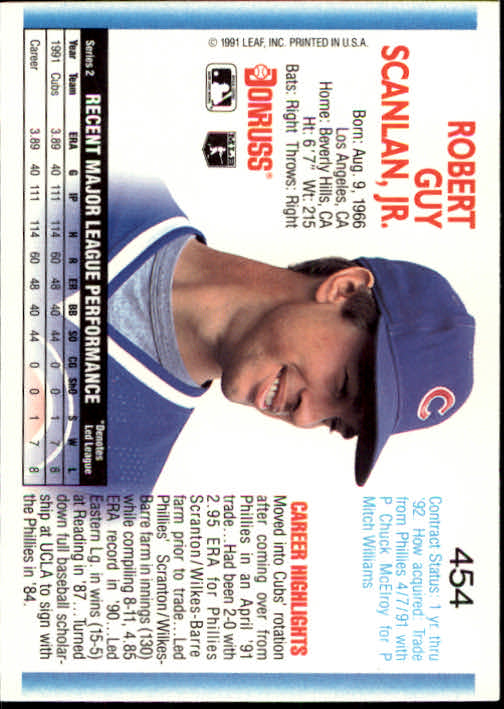 454
ROBERT
GUY
SCANLAN, JR.
Born: Aug. 9, 1966
Los Angeles, CA
Home: Beverly Hills, CA
Ht: 6'7" Wt: 215
Bats: Right Throws: Right
DONRUSS®
MLBPA
© 1991 LEAF, INC. PRINTED IN U.S.A.
C
Contract Status: 1 yr. thru
'92 How acquired: Trade
from Phillies 4/7/91 with
P Chuck McElroy for P
Mitch Williams
CAREER HIGHLIGHTS
Moved into Cubs' rotation
after coming over from
Phillies in an April '91
trade...Had been 2-0 with
2.95 ERA for Phillies
Scranton/Wilkes-Barre
farm prior to trade...Led
Phillies' Scranton/Wilkes-
Barre farm in innings (130)
while compiling 8-11, 4.85
ERA record in '90...Led
Eastern Lg. in wins (15-5)
at Reading in '87...Turned
down full baseball scholar-
ship at UCLA to sign with
the Phillies in '84.
Series 2 RECENT MAJOR LEAGUE PERFORMANCE *Denotes
Led League
Year Team ERA G IP H R ER BB SO CG ShO S W L
1991 Cubs 3.89 40 111 114 60 48 40 44 0 0 1 7 8
Career 3.89 40 111 114 60 48 40 44 0 0 1 7 8